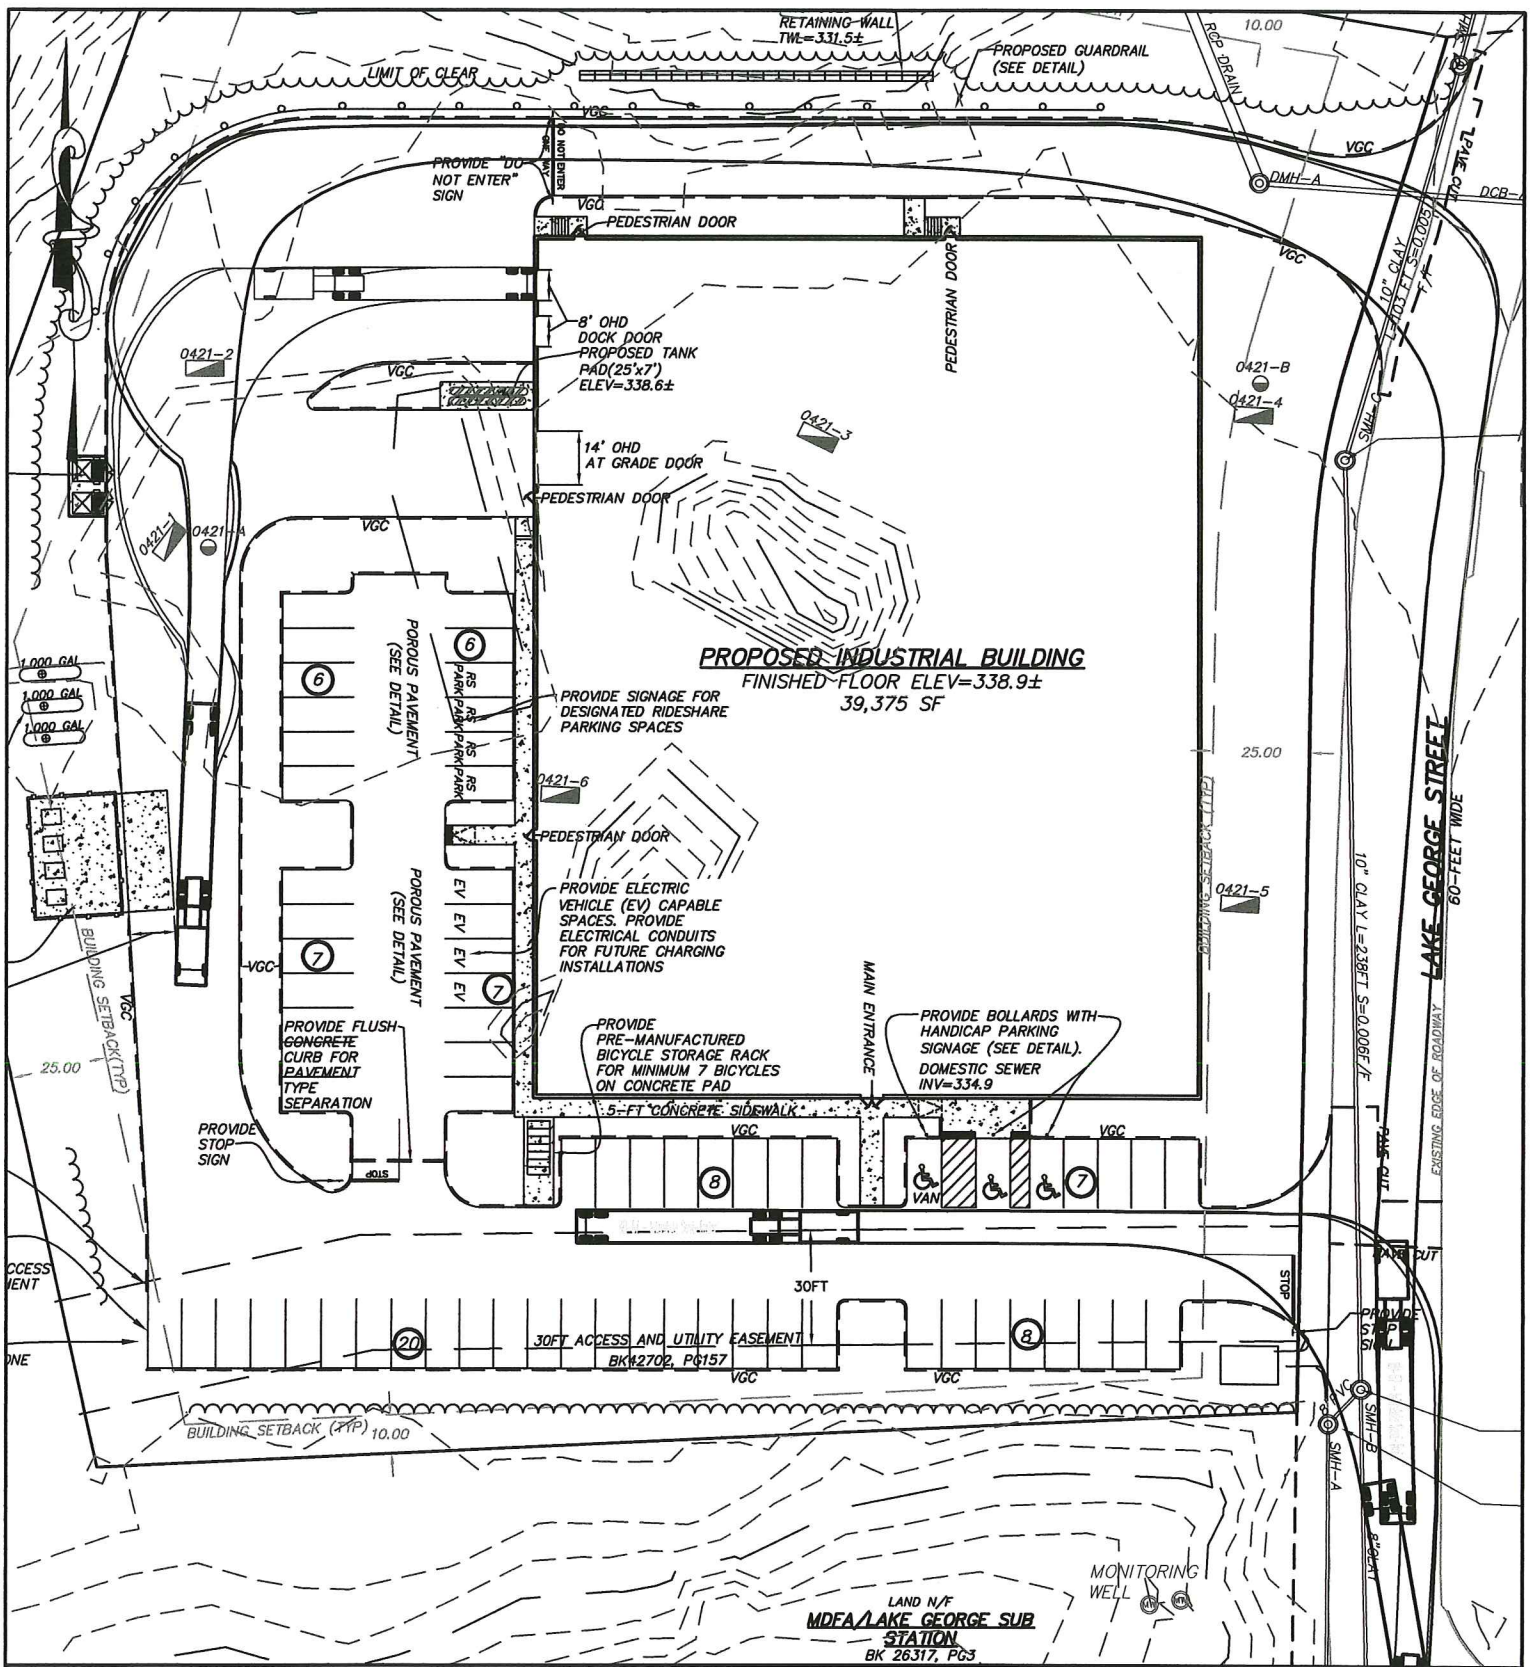 RETAINING WALL
TW=331.5±
10.00
RCP DRAIN
LIMIT OF CLEAR
PROPOSED GUARDRAIL
(SEE DETAIL)
VGC
DO NOT ENTER
ONE WAY
PROVIDE "DO
NOT ENTER"
SIGN
VGC
PAVE CUT
DMH-A
VGC
PEDESTRIAN DOOR
PEDESTRIAN DOOR
VGC
10" CLAY
L=103 FT S=0.005
F/F
8' OHD
DOCK DOOR
PROPOSED TANK
PAD(25'x7')
ELEV=338.6±
0421-2
VGC
0421-B
0421-4
0421-3
SMH-C
14' OHD
AT GRADE DOOR
PEDESTRIAN DOOR
VGC
0421-1
0421-A
6
6
POROUS PAVEMENT
(SEE DETAIL)
RS
PARK
RS
PARK
RS
PARK
RS
PARK
1,000 GAL
1,000 GAL
1,000 GAL
PROPOSED INDUSTRIAL BUILDING
FINISHED FLOOR ELEV=338.9±
39,375 SF
PROVIDE SIGNAGE FOR
DESIGNATED RIDESHARE
PARKING SPACES
25.00
LAKE GEORGE STREET
60-FEET WIDE
BUILDING SETBACK (TYP)
0421-6
PEDESTRIAN DOOR
10" CLAY L=238FT S=0.006F/F
0421-5
POROUS PAVEMENT
(SEE DETAIL)
EV
EV
EV
EV
PROVIDE ELECTRIC
VEHICLE (EV) CAPABLE
SPACES. PROVIDE
ELECTRICAL CONDUITS
FOR FUTURE CHARGING
INSTALLATIONS
7
7
VGC
VGC
BUILDING SETBACK(TYP)
MAIN ENTRANCE
PROVIDE FLUSH
CONCRETE
CURB FOR
PAVEMENT
TYPE
SEPARATION
PROVIDE
PRE-MANUFACTURED
BICYCLE STORAGE RACK
FOR MINIMUM 7 BICYCLES
ON CONCRETE PAD
PROVIDE BOLLARDS WITH
HANDICAP PARKING
SIGNAGE (SEE DETAIL).
DOMESTIC SEWER
INV=334.9
EXISTING EDGE OF ROADWAY
25.00
5-FT CONCRETE SIDEWALK
PROVIDE
STOP
SIGN
STOP
VGC
VGC
PAVE CUT
8
VAN
7
PAVE CUT
30FT
STOP
PROVIDE
STOP
SIGN
20
30FT ACCESS AND UTILITY EASEMENT
BK42702, PG157
8
VGC
VGC
BUILDING SETBACK (TYP)
10.00
SMH-B
SMH-A
8" CLAY
MONITORING
WELL
LAND N/F
MDFA/LAKE GEORGE SUB
STATION
BK 26317, PG3